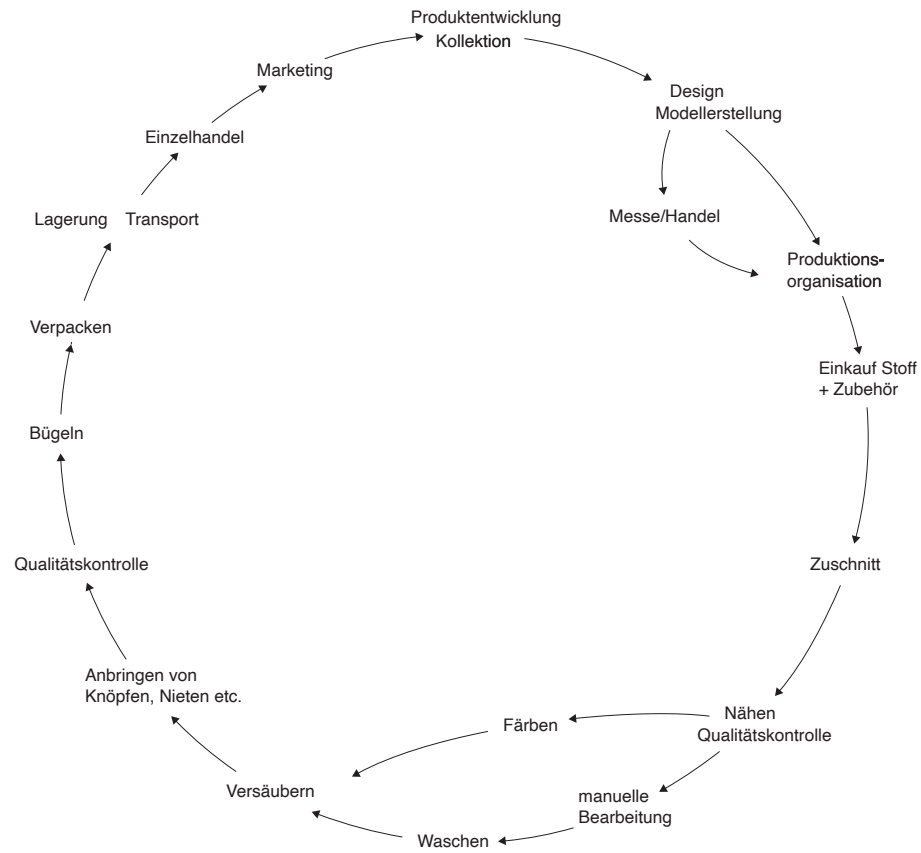 Produktentwicklung
Kollektion
Design
Modellerstellung
Messe/Handel
Produktions-
organisation
Einkauf Stoff
+ Zubehör
Zuschnitt
Nähen
Qualitätskontrolle
Färben
manuelle
Bearbeitung
Waschen
Versäubern
Anbringen von
Knöpfen, Nieten etc.
Qualitätskontrolle
Bügeln
Verpacken
Lagerung Transport
Einzelhandel
Marketing